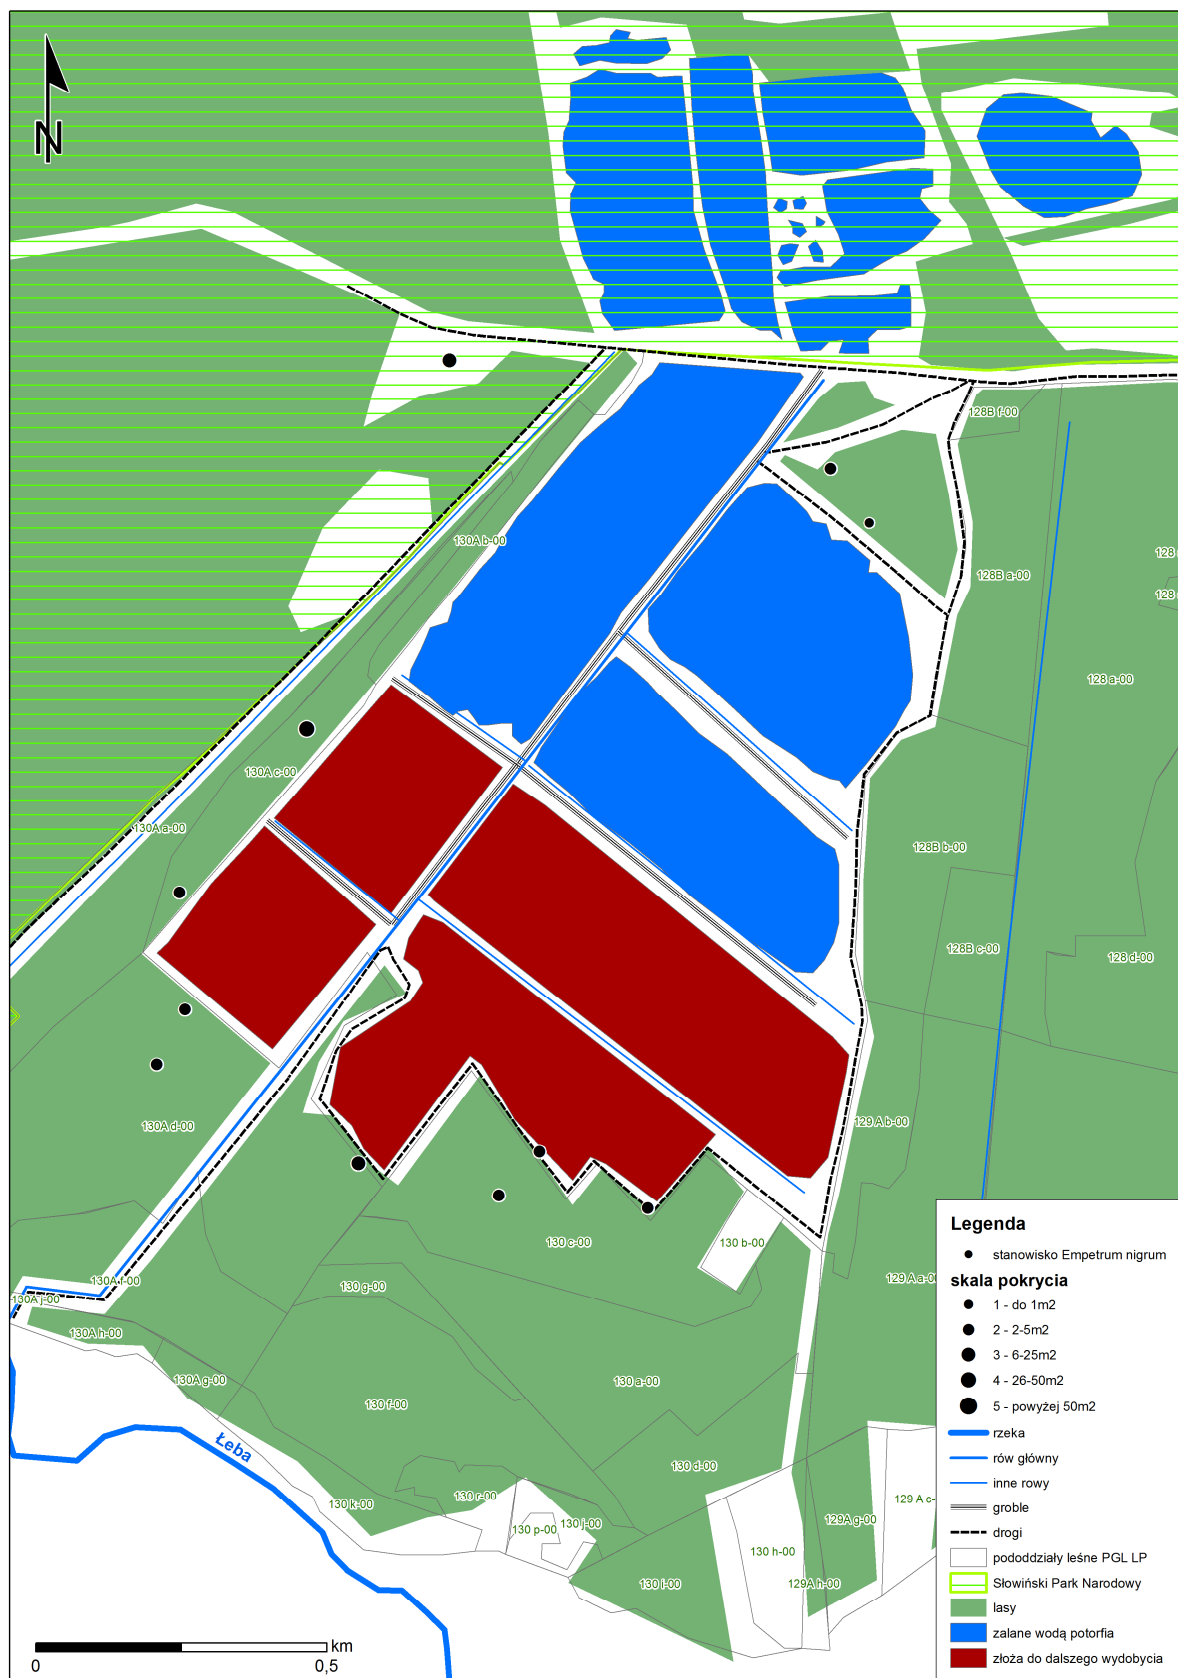 N
128B f-00
130A b-00
128
128B a-00
128
128 a-00
130A c-00
130A a-00
128B b-00
128B c-00
128 d-00
130A d-00
129 A b-00
130 c-00
130 b-00
129 A a-0
130A f-00
130 g-00
130A j-00
130A h-00
130A g-00
130 a-00
130 f-00
Łeba
130 d-00
130 r-00
130 k-00
129 A c-
129A g-00
130 p-00
130 j-00
130 h-00
130 i-00
129A h-00
Legenda
stanowisko Empetrum nigrum
skala pokrycia
1 - do 1m2
2 - 2-5m2
3 - 6-25m2
4 - 26-50m2
5 - powyżej 50m2
rzeka
rów główny
inne rowy
groble
drogi
pododdziały leśne PGL LP
Słowiński Park Narodowy
lasy
zalane wodą potorfia
złoża do dalszego wydobycia
km
0
0,5